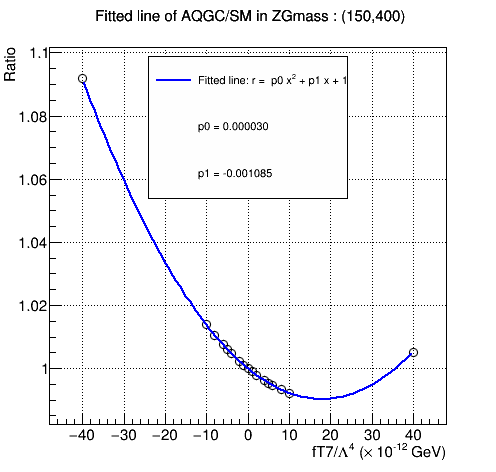 Fitted line of AQGC/SM in ZGmass : (150,400)
Ratio
1.1
1.08
1.06
1.04
1.02
1
Fitted line: r = p0 x² + p1 x + 1
p0 = 0.000030
p1 = -0.001085
−40 −30 −20 −10 0 10 20 30 40
fT7/Λ⁴ (× 10⁻¹² GeV)